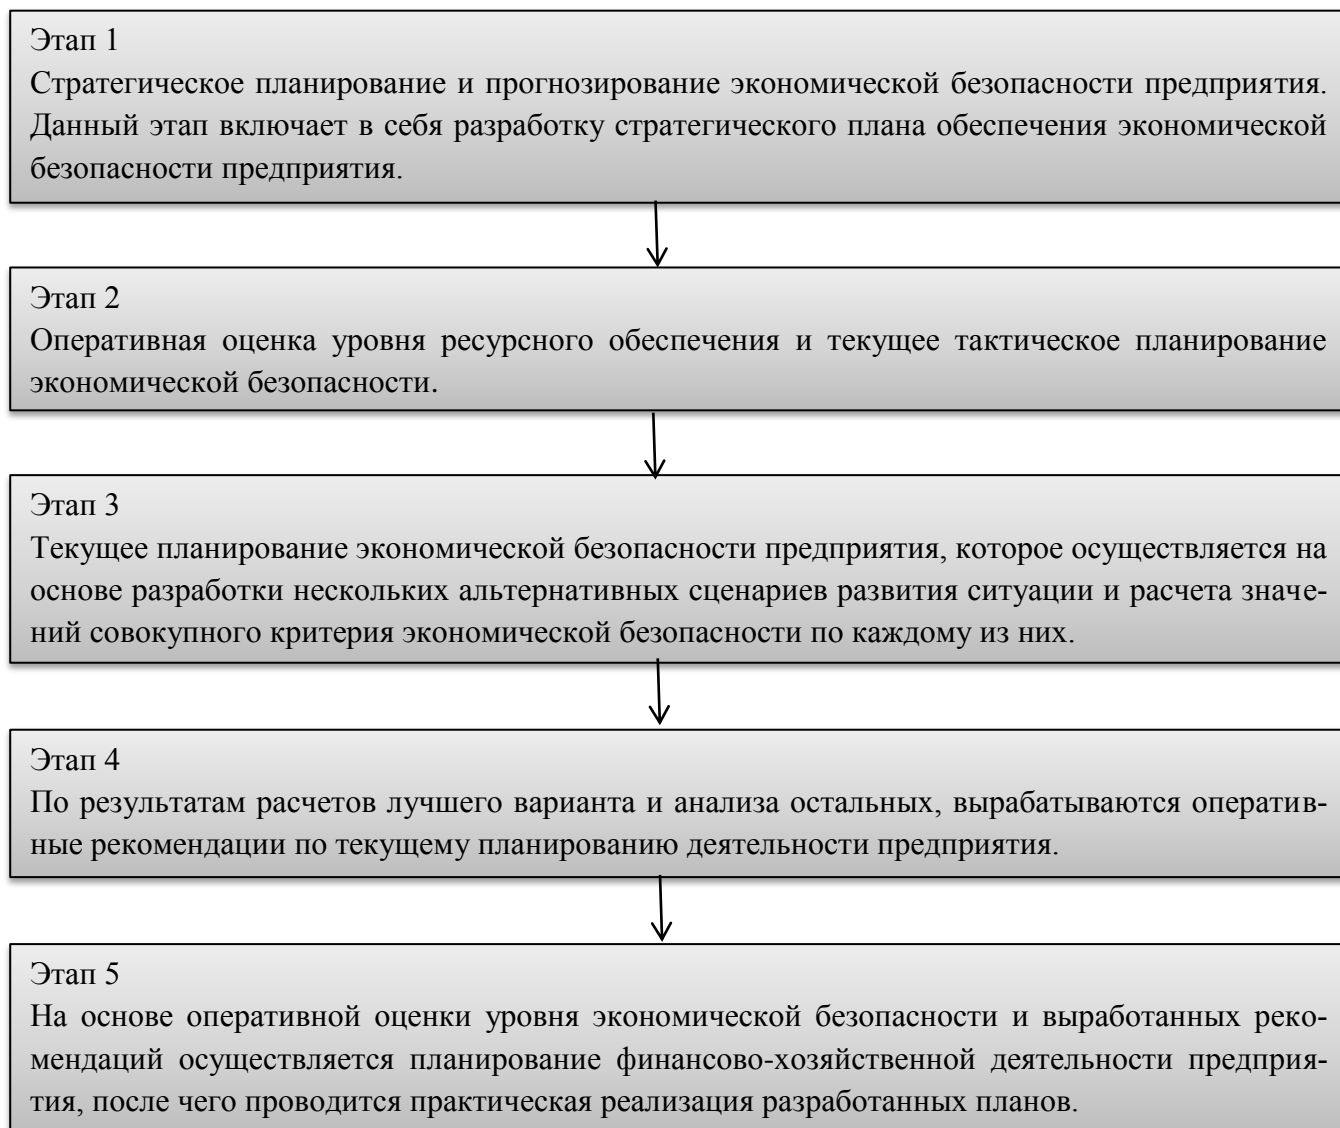 Этап 1
Стратегическое планирование и прогнозирование экономической безопасности предприятия.
Данный этап включает в себя разработку стратегического плана обеспечения экономической
безопасности предприятия.
Этап 2
Оперативная оценка уровня ресурсного обеспечения и текущее тактическое планирование
экономической безопасности.
Этап 3
Текущее планирование экономической безопасности предприятия, которое осуществляется на
основе разработки нескольких альтернативных сценариев развития ситуации и расчета значе-
ний совокупного критерия экономической безопасности по каждому из них.
Этап 4
По результатам расчетов лучшего варианта и анализа остальных, вырабатываются оператив-
ные рекомендации по текущему планированию деятельности предприятия.
Этап 5
На основе оперативной оценки уровня экономической безопасности и выработанных реко-
мендаций осуществляется планирование финансово-хозяйственной деятельности предприя-
тия, после чего проводится практическая реализация разработанных планов.